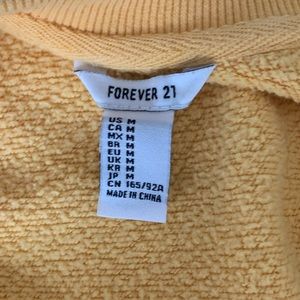 FOREVER 21
US M
CA M
MX M
BR M
EU M
UK M
KR M
JP M
CN 165/92A
MADE IN CHINA